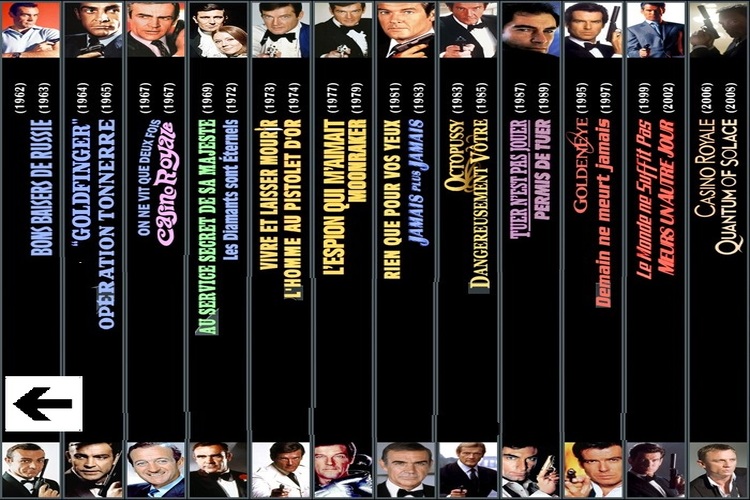 (1962)
(1963) BONS BAISERS DE RUSSIE
(1964) "GOLDFINGER"
(1965) OPERATION TONNERRE
(1967) ON NE VIT QUE DEUX FOIS
(1967) CASINO ROYALE
(1969) AU SERVICE SECRET DE SA MAJESTE
(1972) Les Diamants sont Éternels
(1973) VIVRE ET LAISSER MOURIR
(1974) L'HOMME AU PISTOLET D'OR
(1977) L'ESPION QUI M'AIMAIT
(1979) MOONRAKER
(1981) RIEN QUE POUR VOS YEUX
(1983) JAMAIS PLUS JAMAIS
(1983) OCTOPUSSY
(1985) DANGEREUSEMENT VÔTRE
(1987) TUER N'EST PAS JOUER
(1989) PERMIS DE TUER
(1995) GOLDENEYE
(1997) Demain ne meurt jamais
(1999) Le Monde ne Suffit Pas
(2002) MEURS UN AUTRE JOUR
(2006) CASINO ROYALE
(2008) QUANTUM OF SOLACE